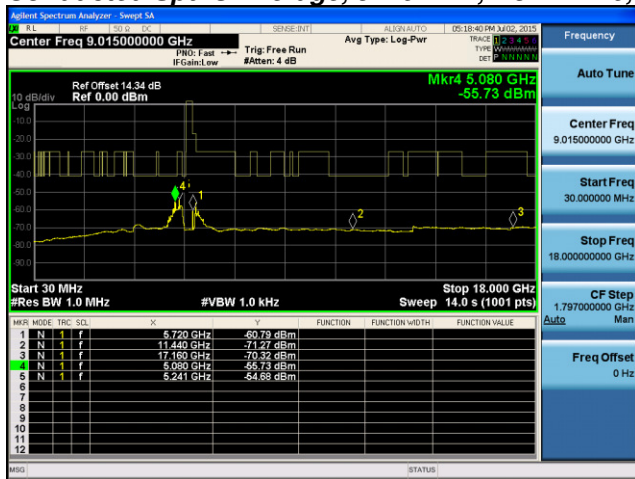 Agilent Spectrum Analyzer - Swept SA
RL RF 50 Ω DC SENSE:INT ALIGN AUTO 05:18:40 PM Jul 02, 2015
Center Freq 9.015000000 GHz Avg Type: Log-Pwr TRACE 1 2 3 4 5 6
PNO: Fast Trig: Free Run TYPE
IFGain:Low #Atten: 4 dB DET P N N N N N
Frequency
Auto Tune
Center Freq
9.015000000 GHz
Start Freq
30.000000 MHz
Stop Freq
18.000000000 GHz
CF Step
1.797000000 GHz
Auto Man
Freq Offset
0 Hz
Mkr4 5.080 GHz
-55.73 dBm
Ref Offset 14.34 dB
10 dB/div Ref 0.00 dBm
Log
-10.0
-20.0
-30.0
-40.0
-50.0
-60.0
-70.0
-80.0
-90.0
4
1
2
3
Start 30 MHz Stop 18.000 GHz
#Res BW 1.0 MHz #VBW 1.0 kHz Sweep 14.0 s (1001 pts)
MKR MODE TRC SCL X Y FUNCTION FUNCTION WIDTH FUNCTION VALUE
1 N 1 f 5.720 GHz -60.79 dBm
2 N 1 f 11.440 GHz -71.27 dBm
3 N 1 f 17.160 GHz -70.32 dBm
4 N 1 f 5.080 GHz -55.73 dBm
5 N 1 f 5.241 GHz -54.68 dBm
6
7
8
9
10
11
12
MSG STATUS